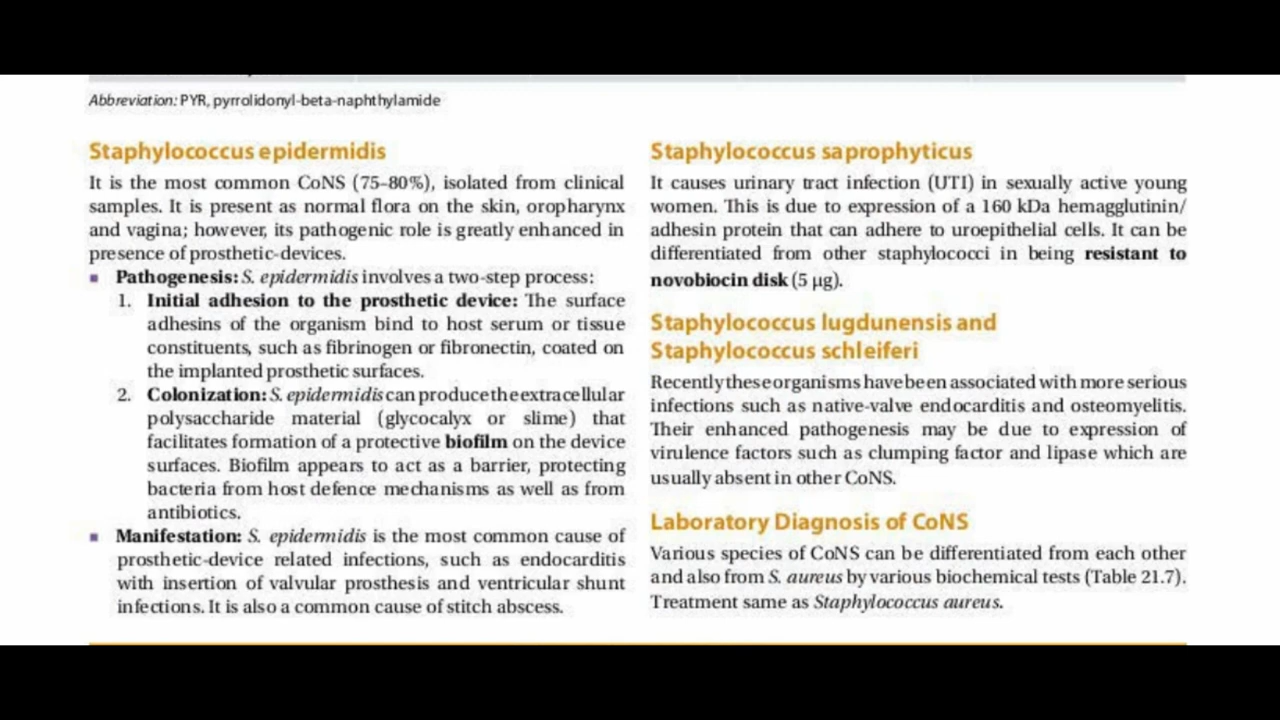 Abbreviation: PYR, pyrrolidonyl-beta-naphthylamide
Staphylococcus epidermidis
It is the most common CoNS (75–80%), isolated from clinical
samples. It is present as normal flora on the skin, oropharynx
and vagina; however, its pathogenic role is greatly enhanced in
presence of prosthetic-devices.
▪ Pathogenesis: S. epidermidis involves a two-step process:
1. Initial adhesion to the prosthetic device: The surface
adhesins of the organism bind to host serum or tissue
constituents, such as fibrinogen or fibronectin, coated on
the implanted prosthetic surfaces.
2. Colonization: S. epidermidis can produce the extracellular
polysaccharide material (glycocalyx or slime) that
facilitates formation of a protective biofilm on the device
surfaces. Biofilm appears to act as a barrier, protecting
bacteria from host defence mechanisms as well as from
antibiotics.
▪ Manifestation: S. epidermidis is the most common cause of
prosthetic-device related infections, such as endocarditis
with insertion of valvular prosthesis and ventricular shunt
infections. It is also a common cause of stitch abscess.
Staphylococcus saprophyticus
It causes urinary tract infection (UTI) in sexually active young
women. This is due to expression of a 160 kDa hemagglutinin/
adhesin protein that can adhere to uroepithelial cells. It can be
differentiated from other staphylococci in being resistant to
novobiocin disk (5 µg).
Staphylococcus lugdunensis and
Staphylococcus schleiferi
Recently these organisms have been associated with more serious
infections such as native-valve endocarditis and osteomyelitis.
Their enhanced pathogenesis may be due to expression of
virulence factors such as clumping factor and lipase which are
usually absent in other CoNS.
Laboratory Diagnosis of CoNS
Various species of CoNS can be differentiated from each other
and also from S. aureus by various biochemical tests (Table 21.7).
Treatment same as Staphylococcus aureus.